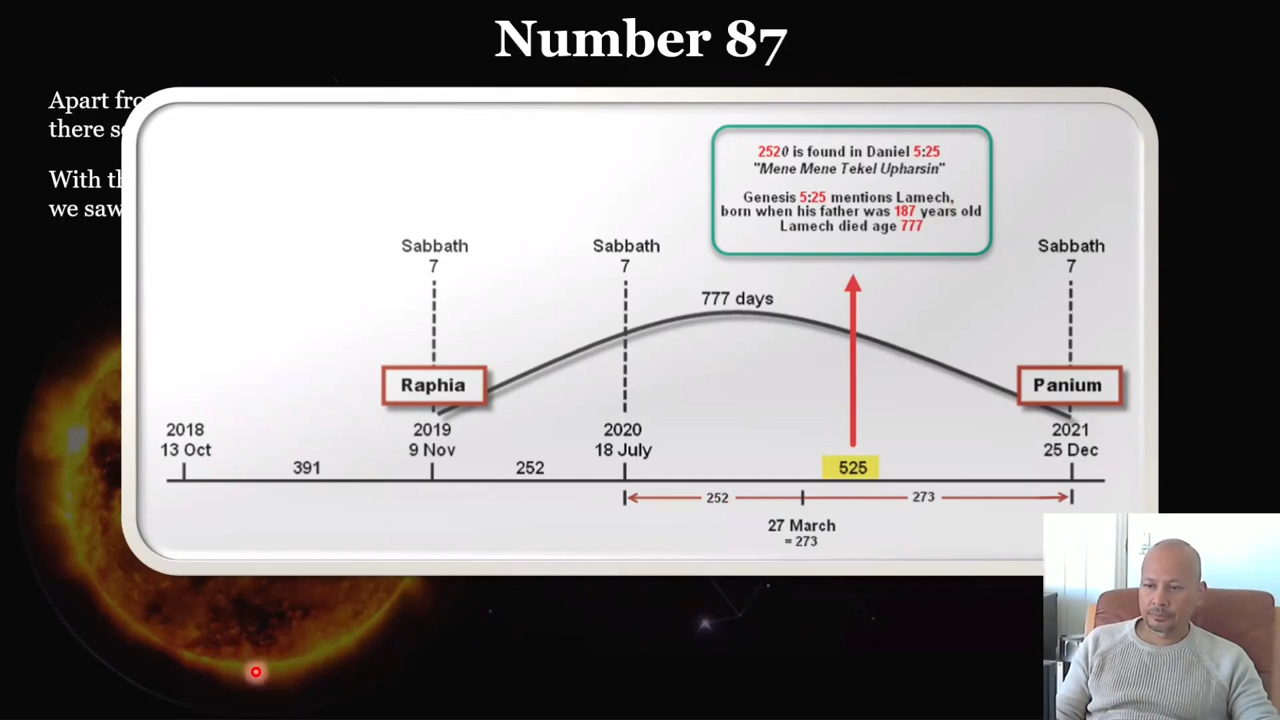 Number 87
Apart
there
With
we saw
2520 is found in Daniel 5:25
"Mene Mene Tekel Upharsin"
Genesis 5:25 mentions Lamech,
born when his father was 187 years old
Lamech died age 777
Sabbath
7
Sabbath
7
Sabbath
7
777 days
Raphia
Panium
2018
13 Oct
2019
9 Nov
2020
18 July
2021
25 Dec
391
252
525
252
273
27 March
= 273